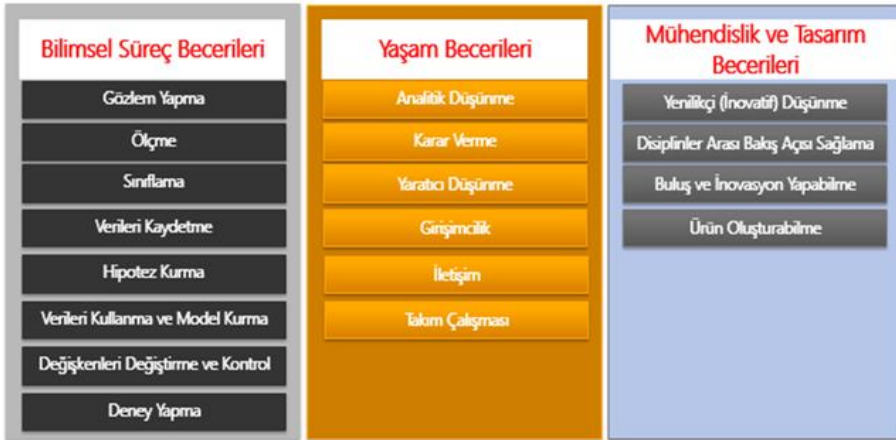 Bilimsel Süreç Becerileri
Gözlem Yapma
Ölçme
Sınıflama
Verileri Kaydetme
Hipotez Kurma
Verileri Kullanma ve Model Kurma
Değişkenleri Değiştirme ve Kontrol
Deney Yapma
Yaşam Becerileri
Analitik Düşünme
Karar Verme
Yaratıcı Düşünme
Girişimcilik
İletişim
Takım Çalışması
Mühendislik ve Tasarım
Becerileri
Yenilikçi (İnovatif) Düşünme
Disiplinler Arası Bakış Açısı Sağlama
Buluş ve İnovasyon Yapabilme
Ürün Oluşturabilme